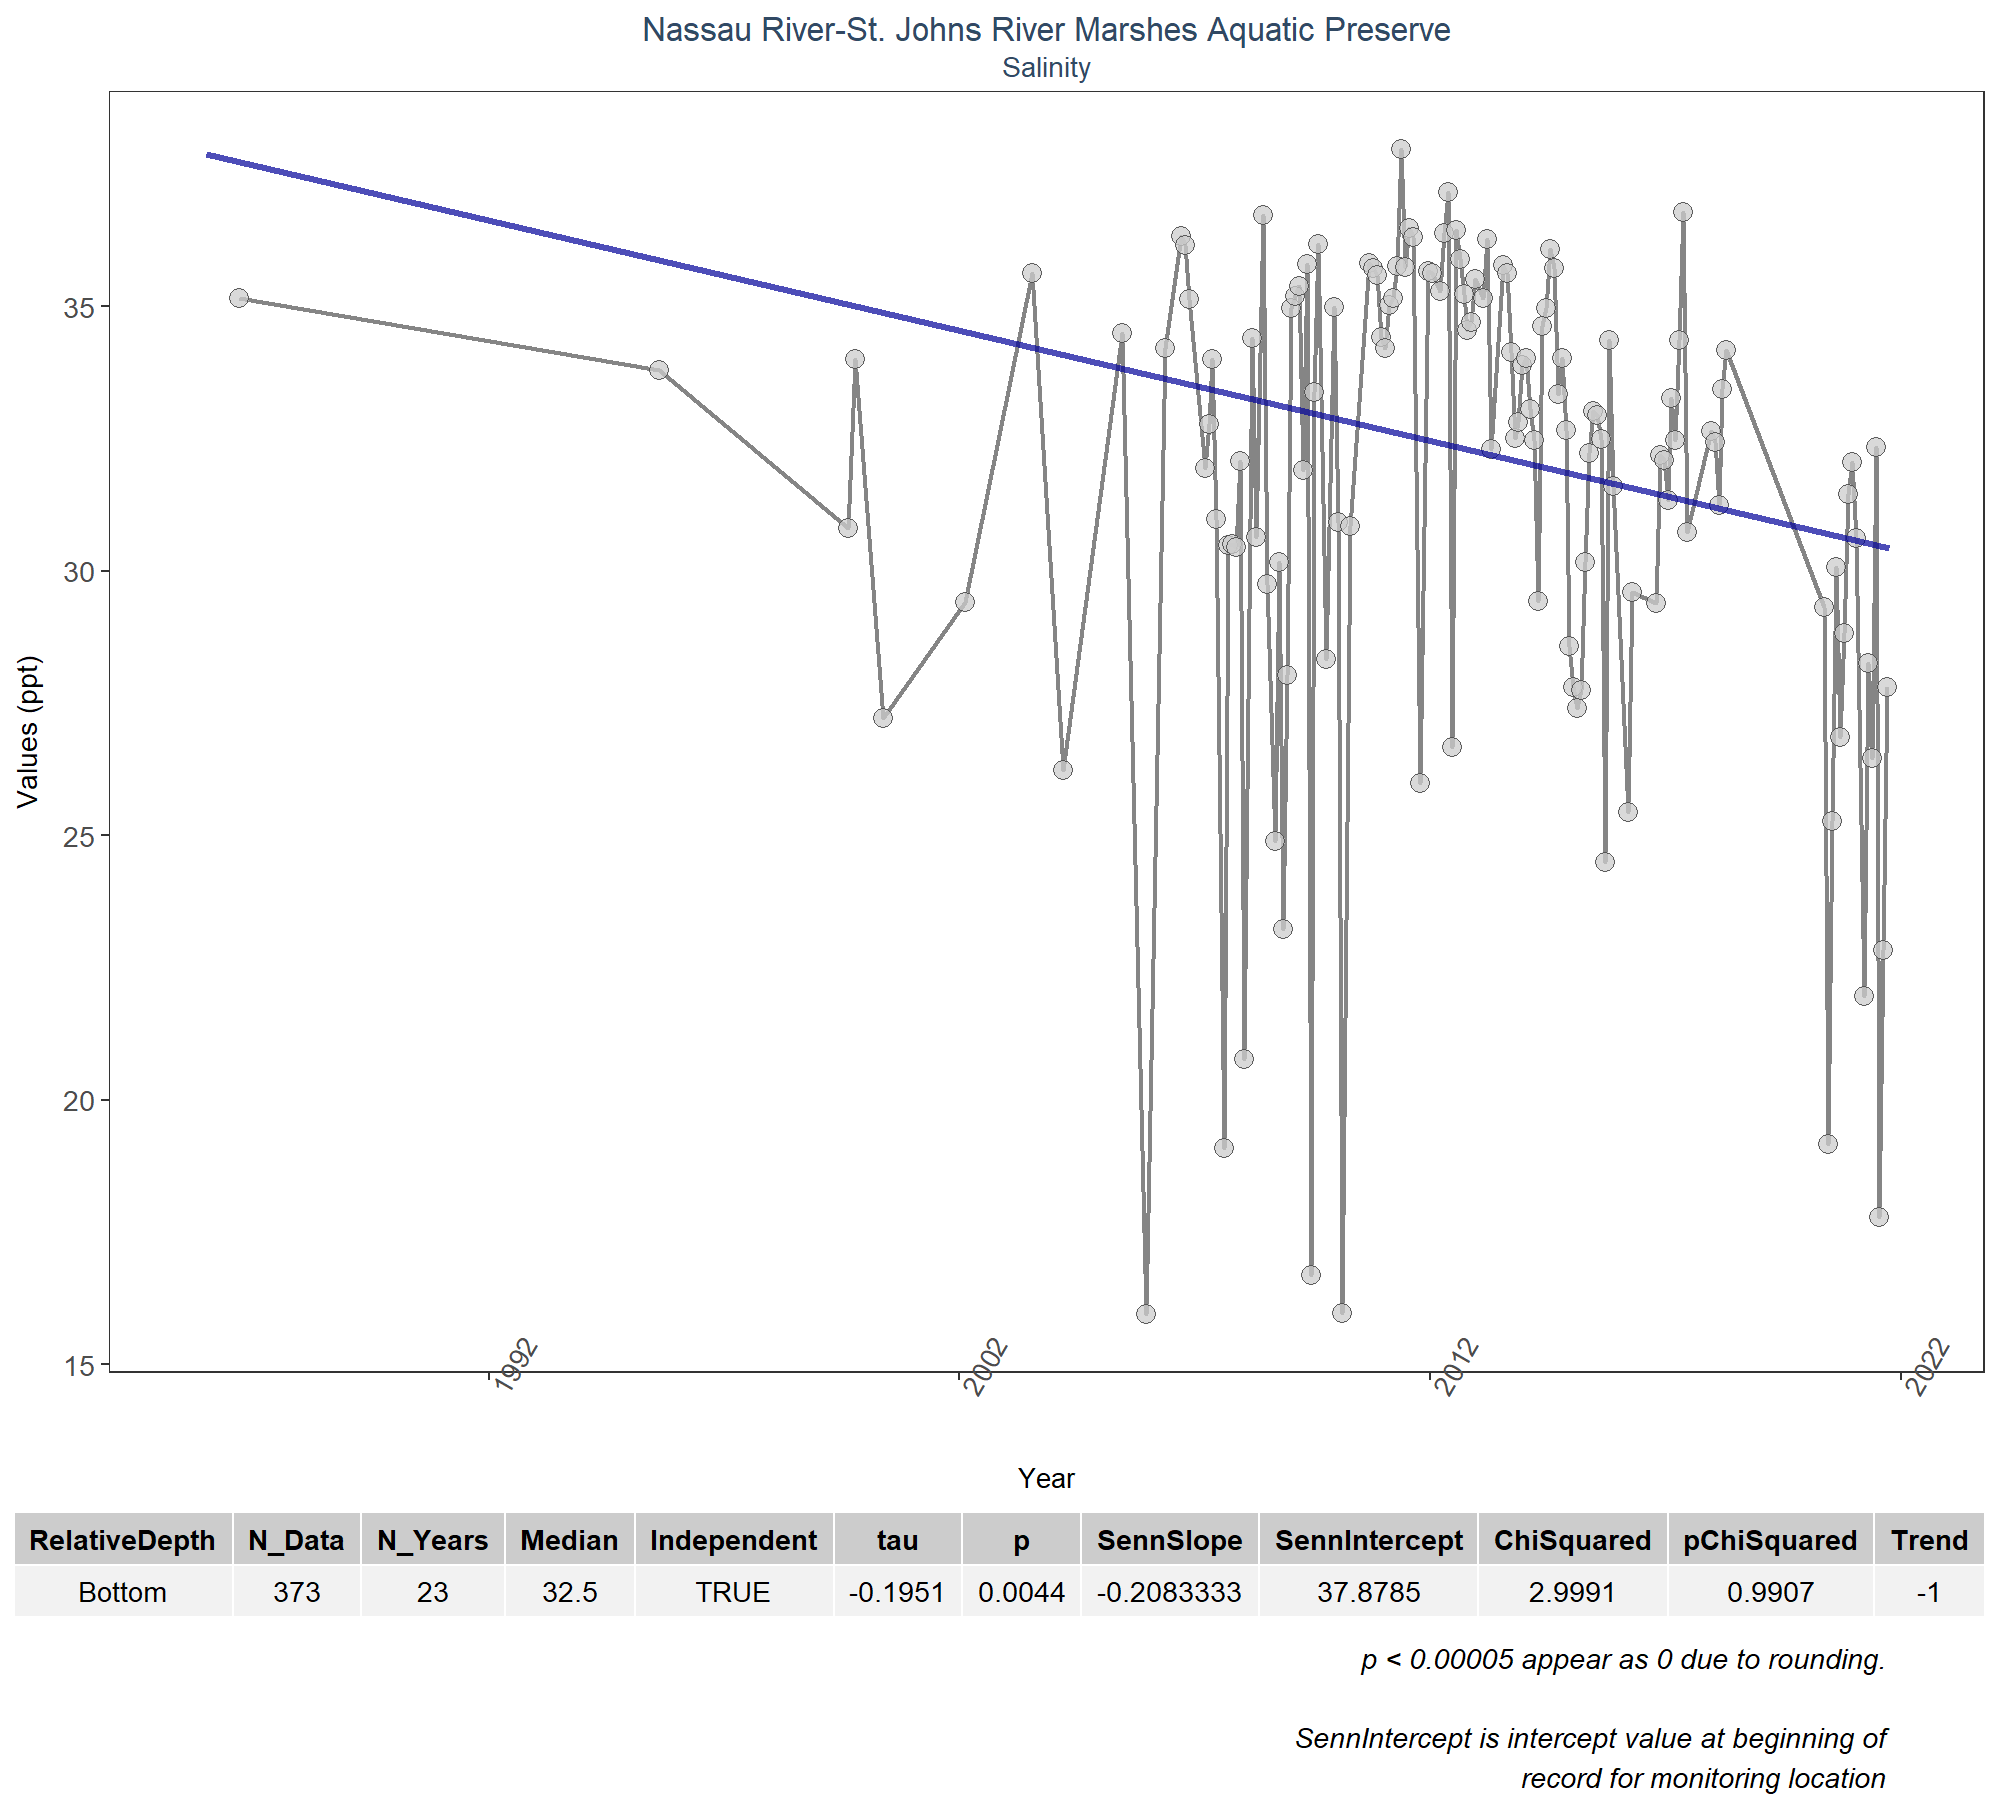 Nassau River-St. Johns River Marshes Aquatic Preserve
Salinity
Values (ppt)
35
30
25
20
15
1992
2002
2012
2022
Year
RelativeDepth N_Data N_Years Median Independent tau p SennSlope SennIntercept ChiSquared pChiSquared Trend
Bottom 373 23 32.5 TRUE -0.1951 0.0044 -0.2083333 37.8785 2.9991 0.9907 -1
p < 0.00005 appear as 0 due to rounding.
SennIntercept is intercept value at beginning of
record for monitoring location